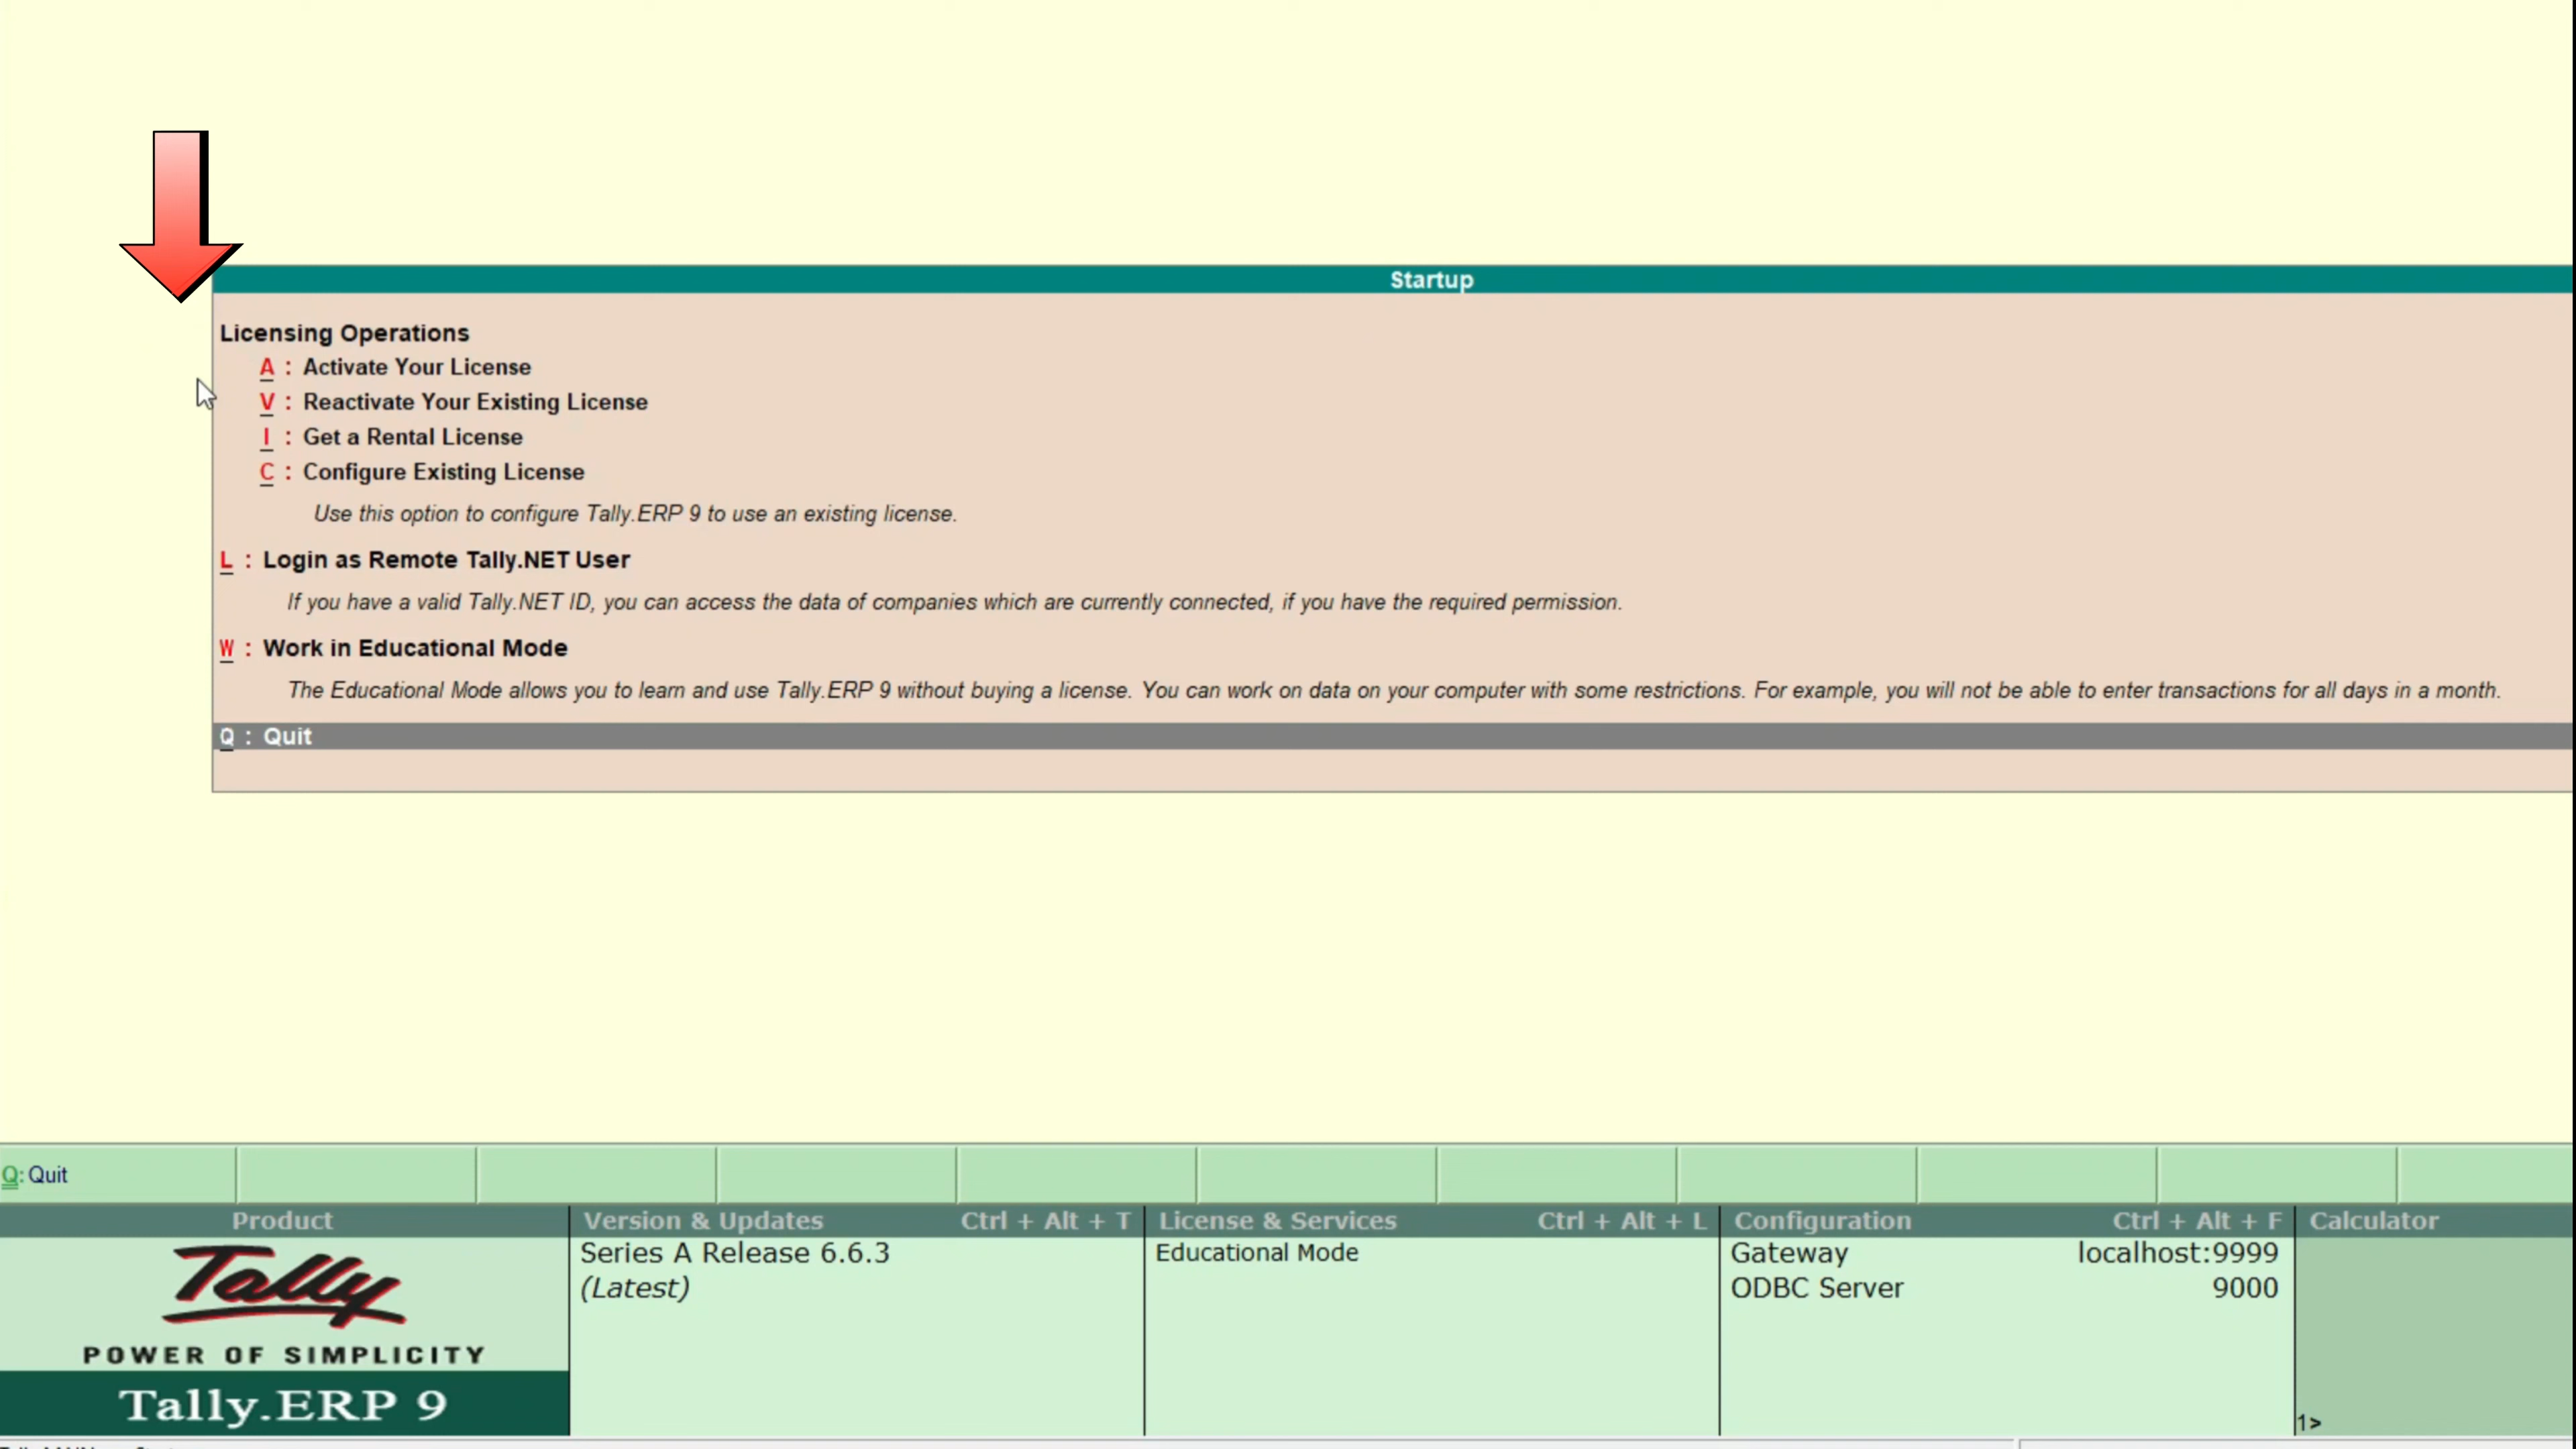 Startup
Licensing Operations
A : Activate Your License
V : Reactivate Your Existing License
I : Get a Rental License
C : Configure Existing License
Use this option to configure Tally.ERP 9 to use an existing license.
L : Login as Remote Tally.NET User
If you have a valid Tally.NET ID, you can access the data of companies which are currently connected, if you have the required permission.
W : Work in Educational Mode
The Educational Mode allows you to learn and use Tally.ERP 9 without buying a license. You can work on data on your computer with some restrictions. For example, you will not be able to enter transactions for all days in a month.
Q : Quit
Q: Quit
Product
Tally
POWER OF SIMPLICITY
Tally.ERP 9
Version & Updates Ctrl + Alt + T
Series A Release 6.6.3
(Latest)
License & Services Ctrl + Alt + L
Educational Mode
Configuration Ctrl + Alt + F
Gateway localhost:9999
ODBC Server 9000
Calculator
1>